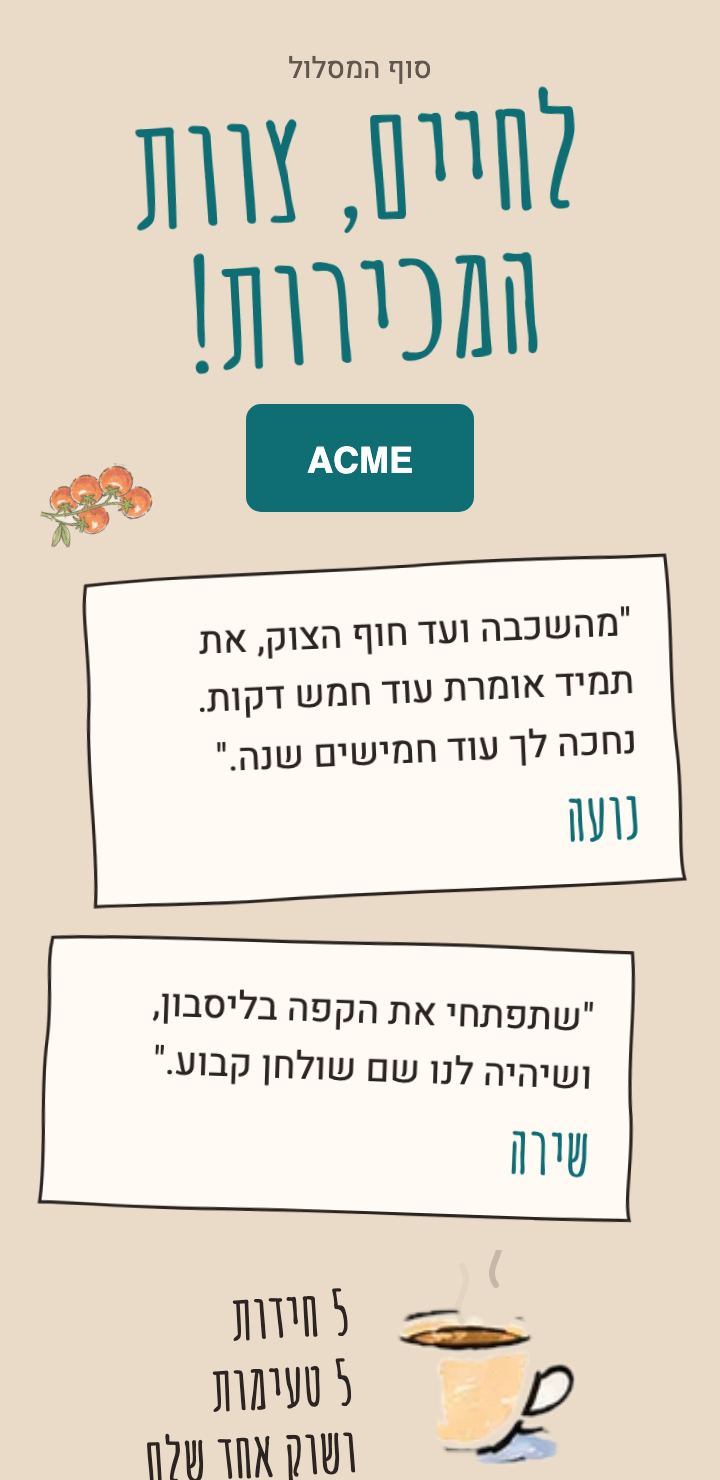 סוף המסלול
לחיים, צוות
המכירות!
ACME
"מהשכבה ועד חוף הצוק, את
תמיד אומרת עוד חמש דקות.
נחכה לך עוד חמישים שנה."
נועה
"שתפתחי את הקפה בליסבון,
ושיהיה לנו שם שולחן קבוע."
שירה
5 חידות
5 טעימות
ושוק אחד שלם